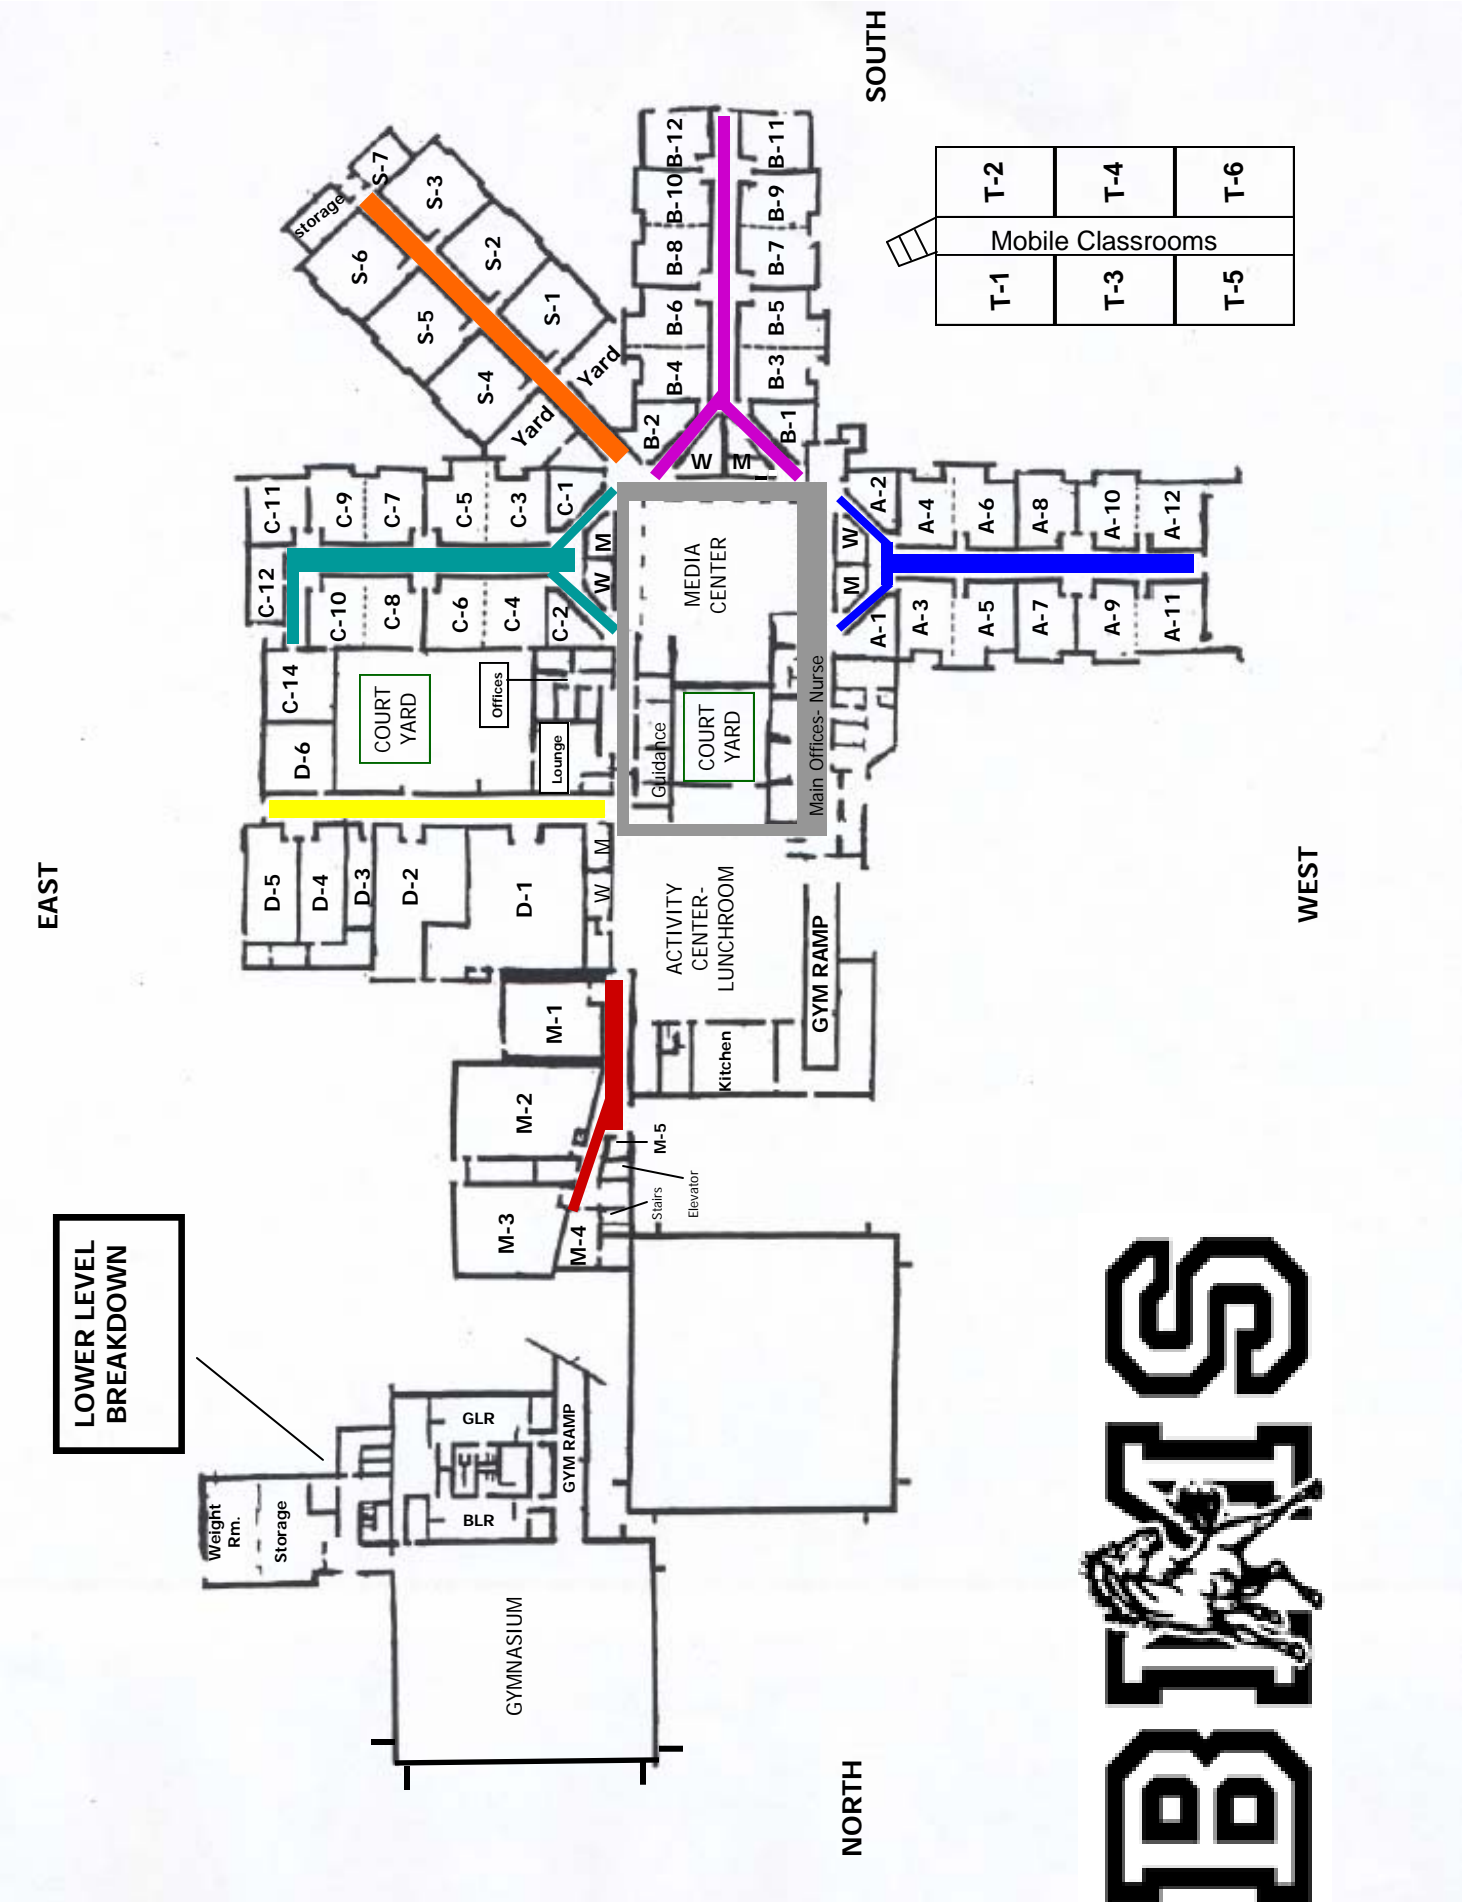 SOUTH
EAST
WEST
NORTH
LOWER LEVEL
BREAKDOWN
S-7
storage
S-3
S-6
S-2
S-5
S-1
S-4
Yard
Yard
B-12
B-11
B-10
B-9
B-8
B-7
B-6
B-5
B-4
B-3
B-2
B-1
W
M
T-2
T-4
T-6
Mobile Classrooms
T-1
T-3
T-5
C-11
C-9
C-7
C-5
C-3
C-1
C-12
C-10
C-8
C-6
C-4
C-2
M
W
C-14
D-6
COURT
YARD
Offices
Lounge
MEDIA
CENTER
Guidance
COURT
YARD
Main Offices- Nurse
A-2
A-4
A-6
A-8
A-10
A-12
W
M
A-1
A-3
A-5
A-7
A-9
A-11
D-5
D-4
D-3
D-2
D-1
M
W
ACTIVITY
CENTER-
LUNCHROOM
GYM RAMP
Kitchen
M-1
M-2
M-3
M-4
M-5
Stairs
Elevator
GLR
BLR
GYM RAMP
Weight
Rm.
Storage
GYMNASIUM